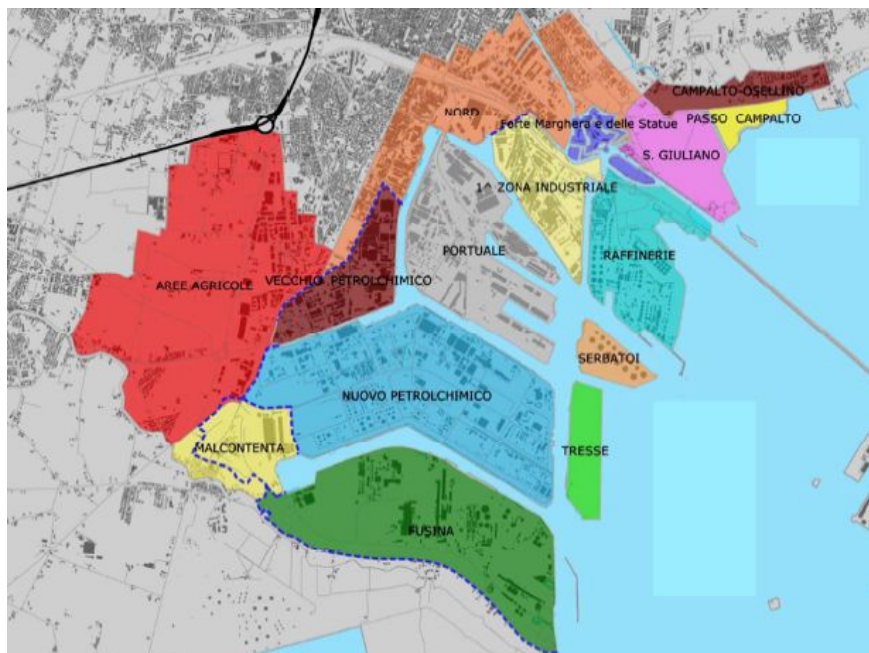 CAMPALTO-OSELLINO
NORD
PASSO CAMPALTO
Forte Marghera e delle Statue
S. GIULIANO
1^ ZONA INDUSTRIALE
PORTUALE
RAFFINERIE
AREE AGRICOLE
VECCHIO PETROLCHIMICO
SERBATOI
NUOVO PETROLCHIMICO
MALCONTENTA
TRESSE
FUSINA